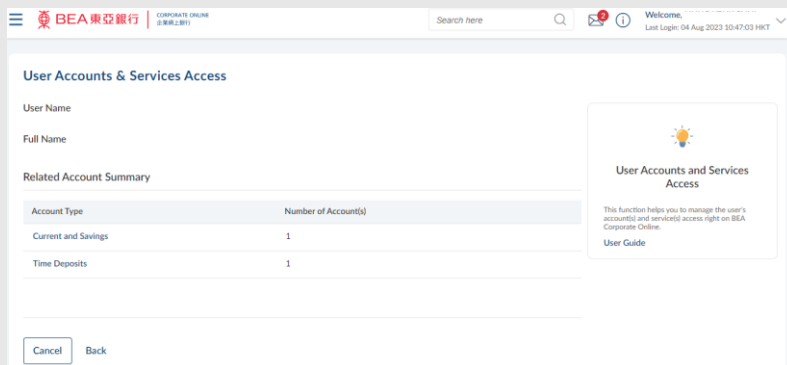 BEA東亞銀行 CORPORATE ONLINE
企業網上銀行
Search here
2
Welcome,
Last Login: 04 Aug 2023 10:47:03 HKT
User Accounts & Services Access
User Name
Full Name
Related Account Summary
Account Type Number of Account(s)
Current and Savings 1
Time Deposits 1
Cancel Back
User Accounts and Services
Access
This function helps you to manage the user's
account(s) and service(s) access right on BEA
Corporate Online.
User Guide